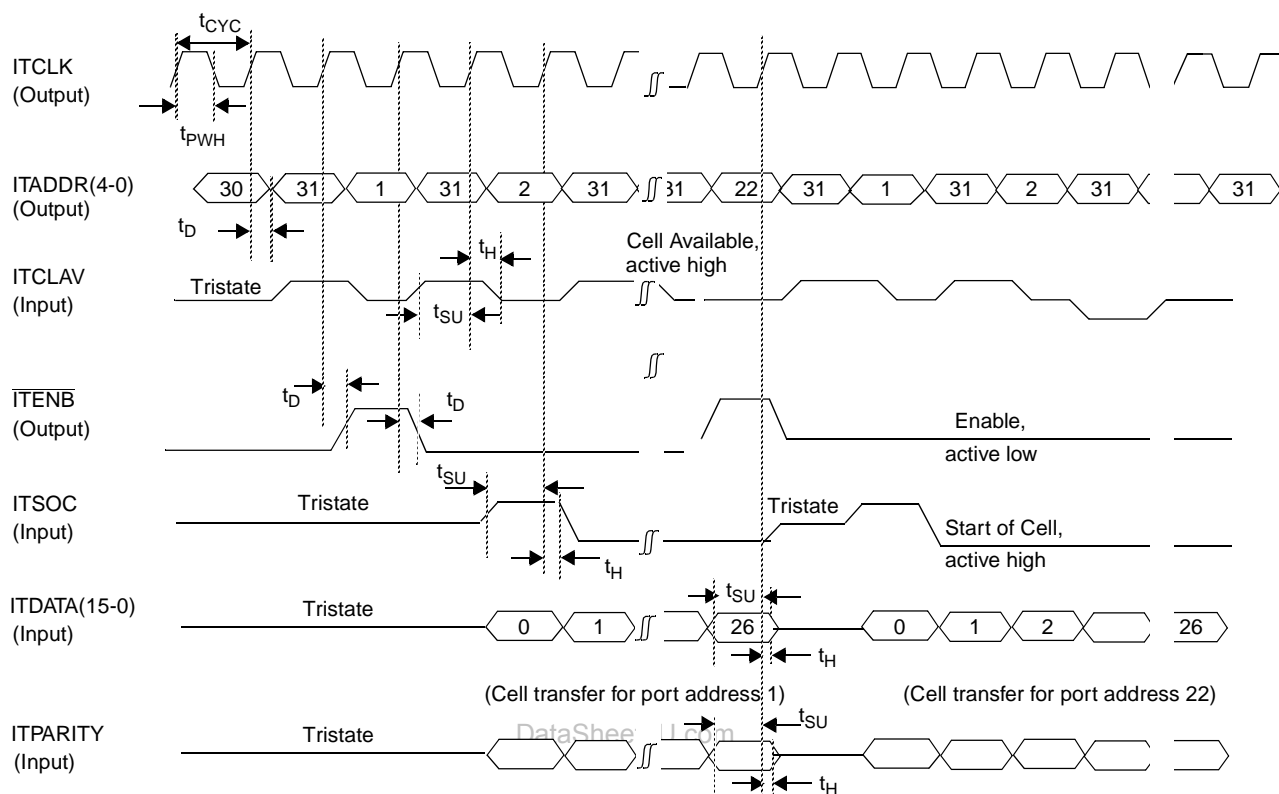 tCYC
ITCLK
(Output)
tPWH
ITADDR(4-0)
(Output)
30 31 1 31 2 31 31 22 31 1 31 2 31 31
tD
tH
Cell Available,
active high
ITCLAV
(Input)
Tristate
tSU
ITENB
(Output)
tD
tD
Enable,
active low
tSU
ITSOC
(Input)
Tristate
Tristate
Start of Cell,
active high
tH
ITDATA(15-0)
(Input)
Tristate
tSU
0 1 26 0 1 2 26
tH
(Cell transfer for port address 1) (Cell transfer for port address 22)
ITPARITY
(Input)
Tristate
tSU
tH